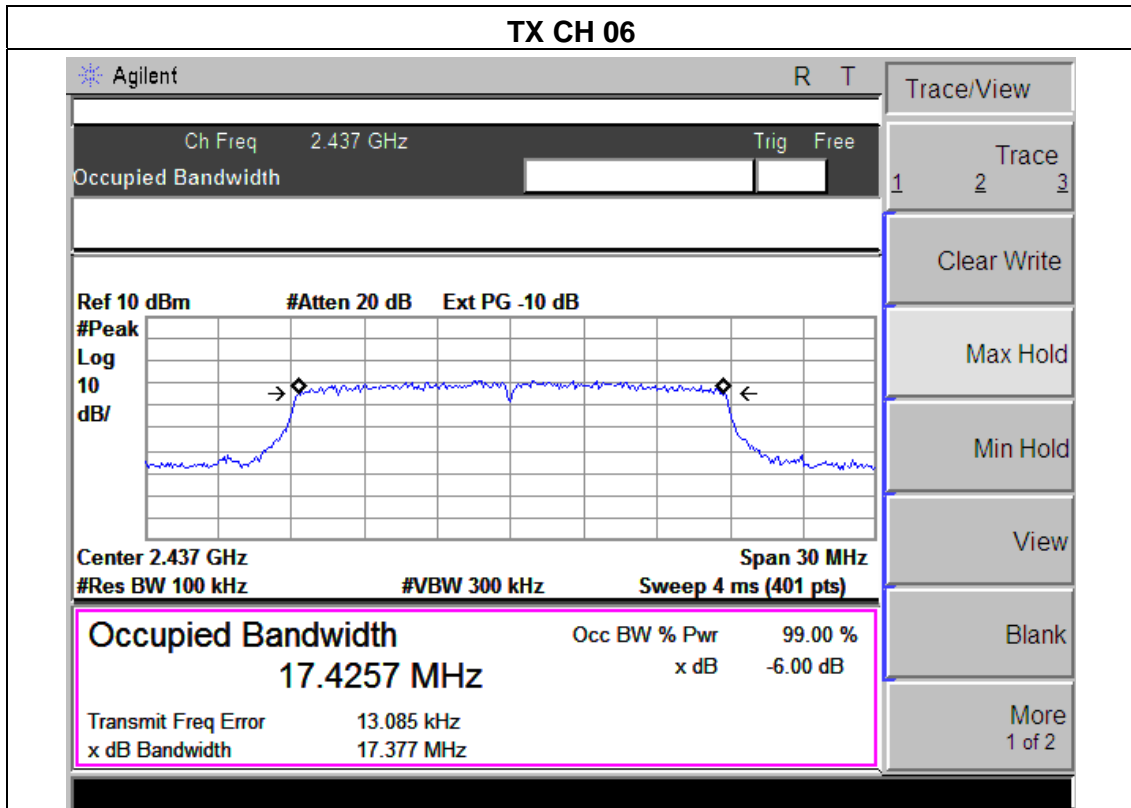 TX CH 06
Agilent R T
Trace/View
Ch Freq 2.437 GHz Trig Free
Occupied Bandwidth
Trace
1 2 3
Clear Write
Ref 10 dBm #Atten 20 dB Ext PG -10 dB
#Peak
Log
10
dB/
Max Hold
Min Hold
View
Center 2.437 GHz Span 30 MHz
#Res BW 100 kHz #VBW 300 kHz Sweep 4 ms (401 pts)
Occupied Bandwidth Occ BW % Pwr 99.00 %
17.4257 MHz x dB -6.00 dB
Blank
Transmit Freq Error 13.085 kHz
x dB Bandwidth 17.377 MHz
More
1 of 2